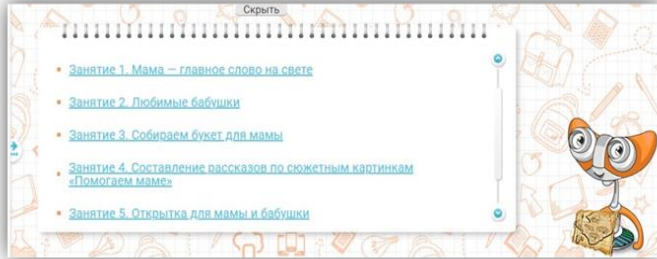 Скрыть
Занятие 1. Мама — главное слово на свете
Занятие 2. Любимые бабушки
Занятие 3. Собираем букет для мамы
Занятие 4. Составление рассказов по сюжетным картинкам
«Помогаем маме»
Занятие 5. Открытка для мамы и бабушки